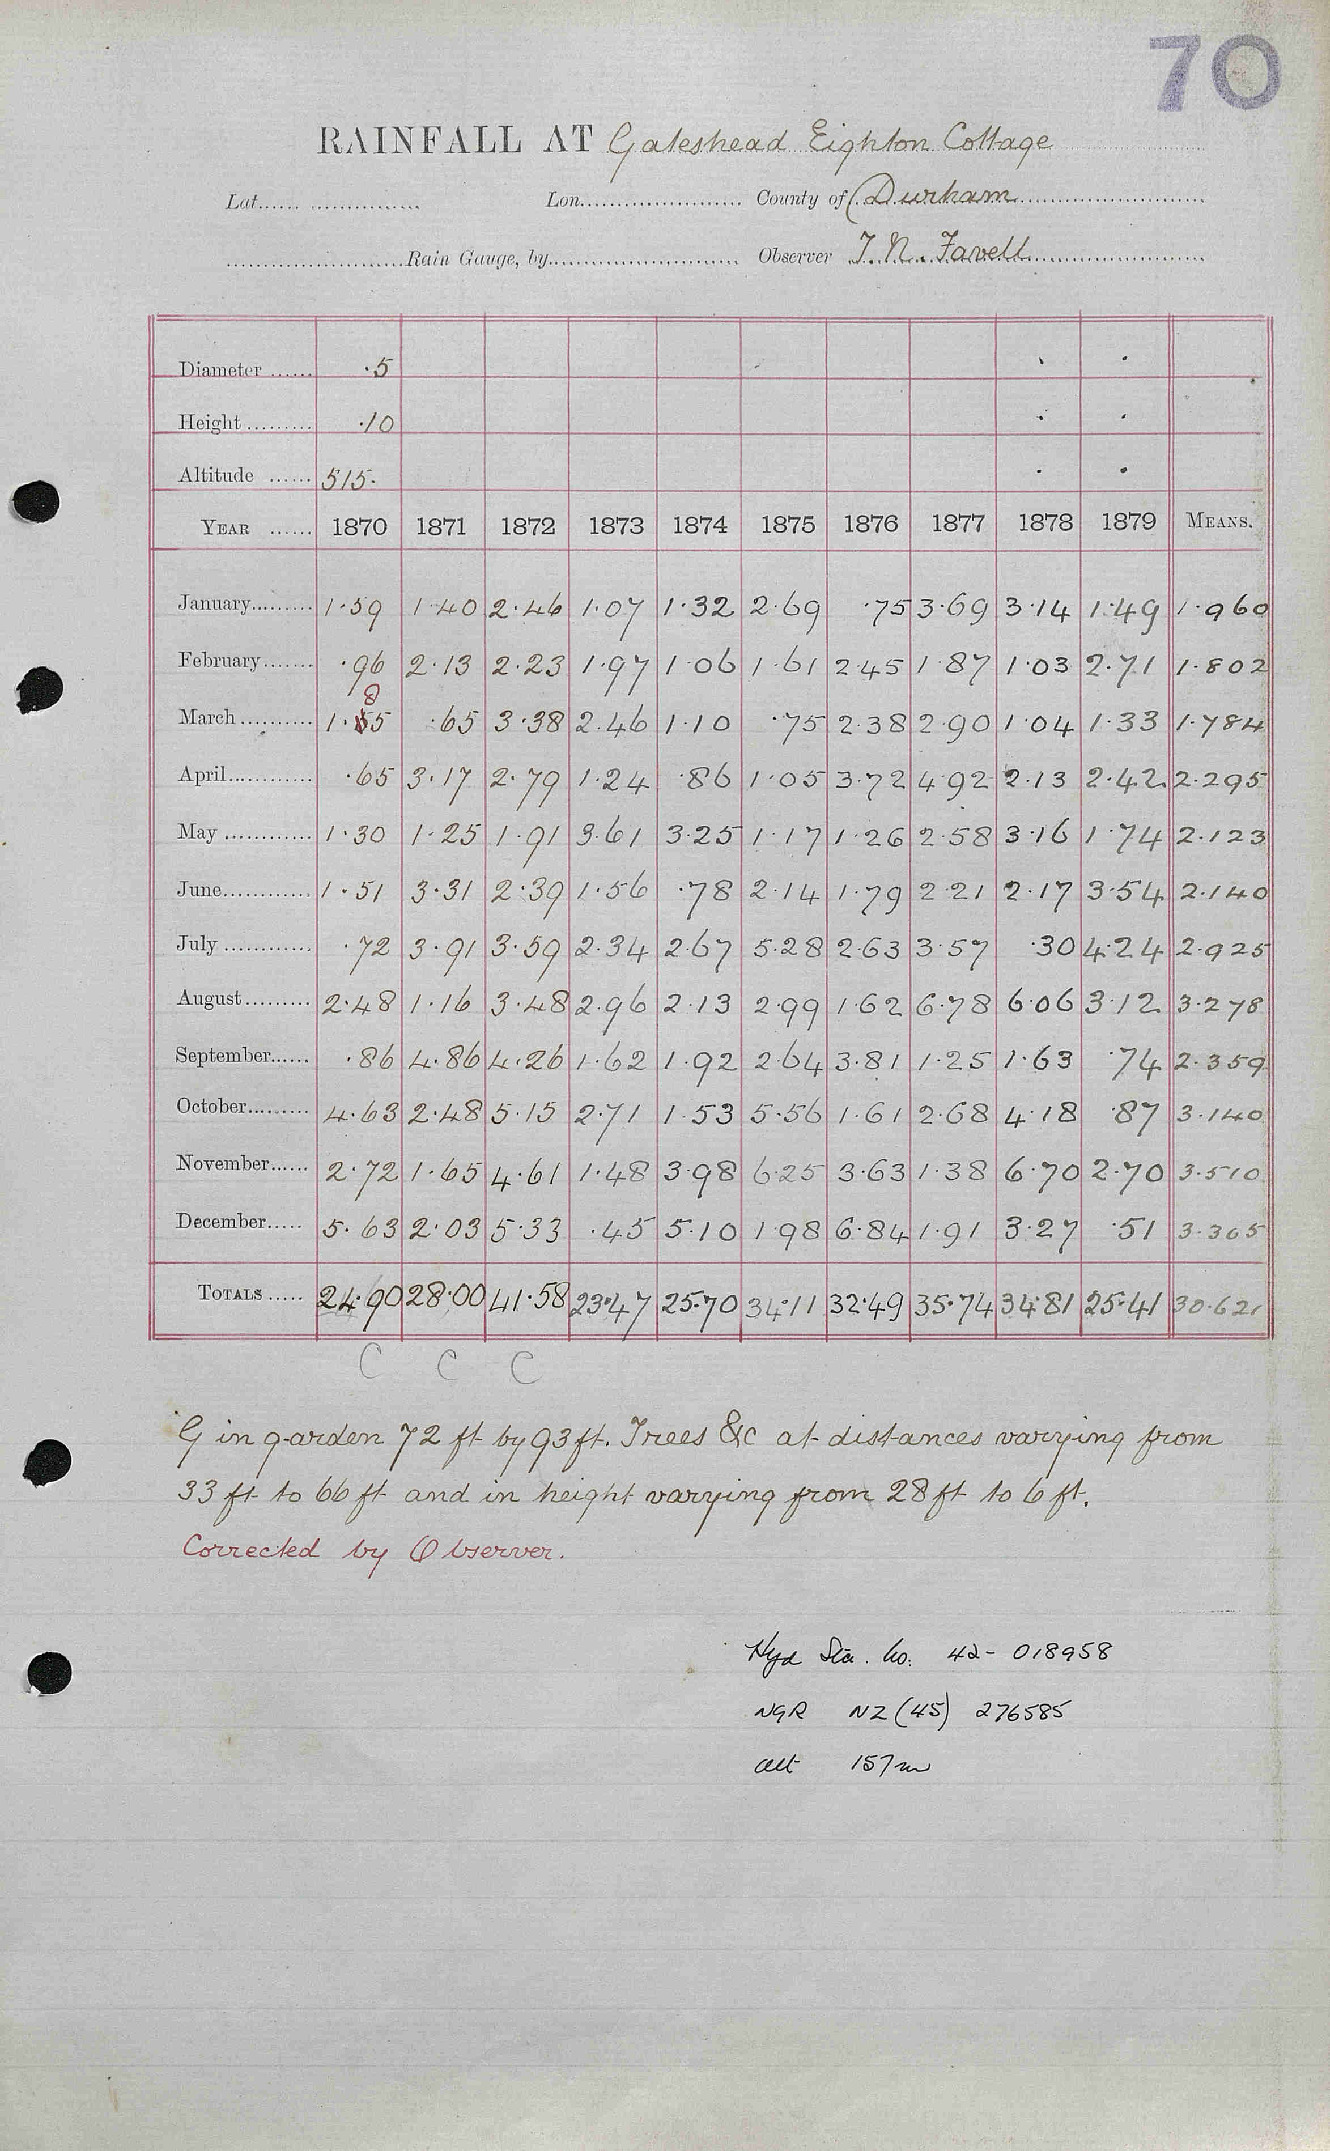 70
RAINFALL AT Gateshead Eighton Cottage
Lat. Lon. County of Durham
Rain Gauge, by Observer T. N. Favell
Diameter ·5
Height ·10
Altitude 515·
YEAR 1870 1871 1872 1873 1874 1875 1876 1877 1878 1879 MEANS.
January 1·59 1·40 2·46 1·07 1·32 2·69 ·75 3·69 3·14 1·49 1·960
February ·96 2·13 2·23 1·97 1·06 1·61 2·45 1·87 1·03 2·71 1·802
8
March 1·55 ·65 3·38 2·46 1·10 ·75 2·38 2·90 1·04 1·33 1·784
April ·65 3·17 2·79 1·24 ·86 1·05 3·72 4·92 2·13 2·42 2·295
May 1·30 1·25 1·91 3·61 3·25 1·17 1·26 2·58 3·16 1·74 2·123
June 1·51 3·31 2·39 1·56 ·78 2·14 1·79 2·21 2·17 3·54 2·140
July ·72 3·91 3·59 2·34 2·67 5·28 2·63 3·57 ·30 4·24 2·925
August 2·48 1·16 3·48 2·96 2·13 2·99 1·62 6·78 6·06 3·12 3·278
September ·86 4·86 4·26 1·62 1·92 2·64 3·81 1·25 1·63 ·74 2·359
October 4·63 2·48 5·15 2·71 1·53 5·56 1·61 2·68 4·18 ·87 3·140
November 2·72 1·65 4·61 1·48 3·98 6·25 3·63 1·38 6·70 2·70 3·510
December 5·63 2·03 5·33 ·45 5·10 1·98 6·84 1·91 3·27 ·51 3·305
TOTALS 24·90 28·00 41·58 23·47 25·70 34·11 32·49 35·74 34·81 25·41 30·621
C C C
G in garden 72 ft by 93 ft. Trees &c at distances varying from
33 ft to 66 ft and in height varying from 28 ft to 6 ft.
Corrected by Observer.
Hyd Sta. No. 42- 018958
NGR NZ (45) 276585
alt 157m